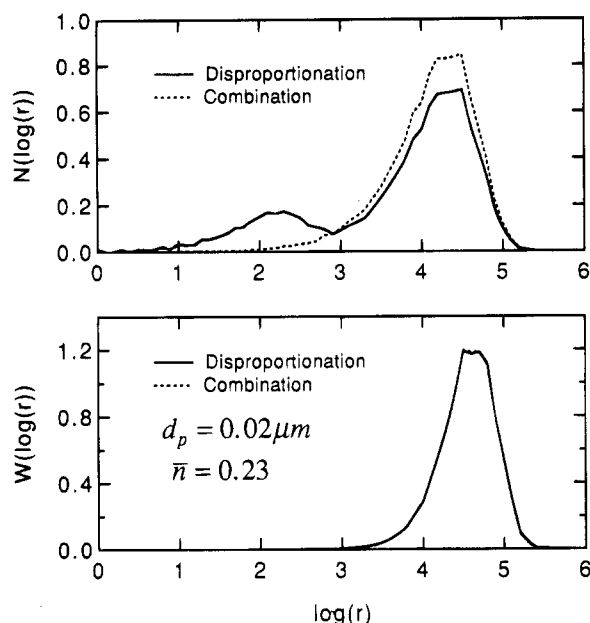 1.0
0.8
0.6
0.4
0.2
0.0
N(log(r))
Disproportionation
Combination
0 1 2 3 4 5 6
1.2
0.8
0.4
0.0
W(log(r))
Disproportionation
Combination
d_p = 0.02μm
n̅ = 0.23
0 1 2 3 4 5 6
log(r)